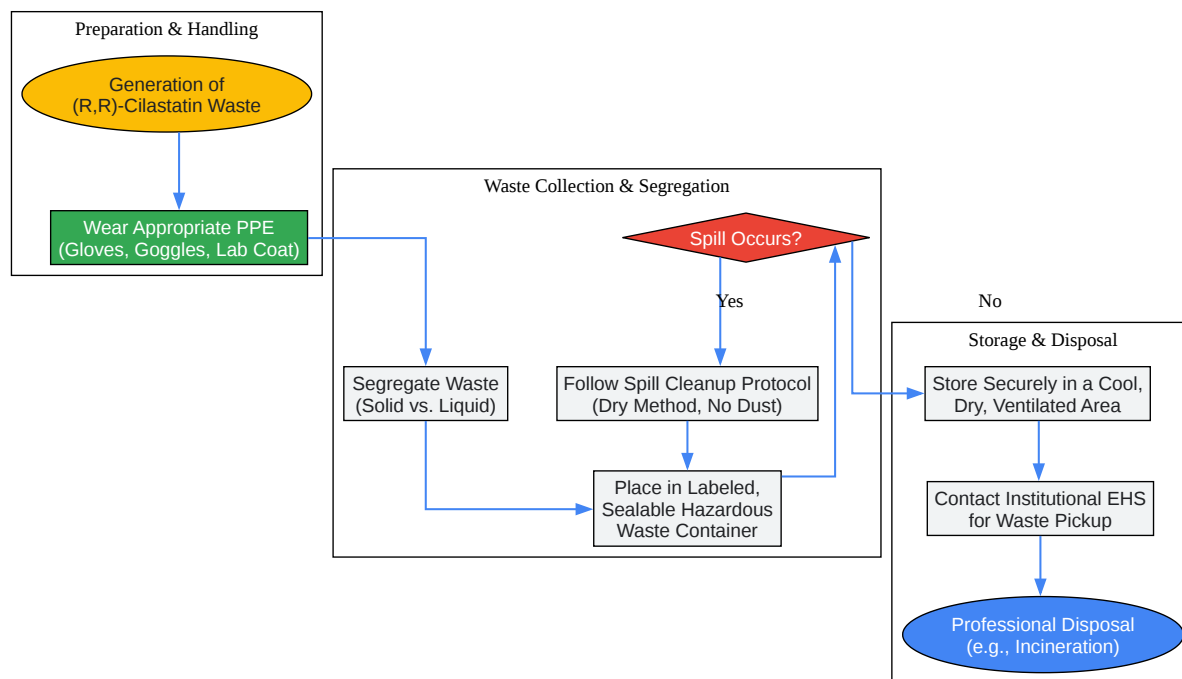 Preparation & Handling
Generation of
(R,R)-Cilastatin Waste
Wear Appropriate PPE
(Gloves, Goggles, Lab Coat)
Waste Collection & Segregation
Spill Occurs?
Yes
Segregate Waste
(Solid vs. Liquid)
Follow Spill Cleanup Protocol
(Dry Method, No Dust)
Place in Labeled,
Sealable Hazardous
Waste Container
No
Storage & Disposal
Store Securely in a Cool,
Dry, Ventilated Area
Contact Institutional EHS
for Waste Pickup
Professional Disposal
(e.g., Incineration)